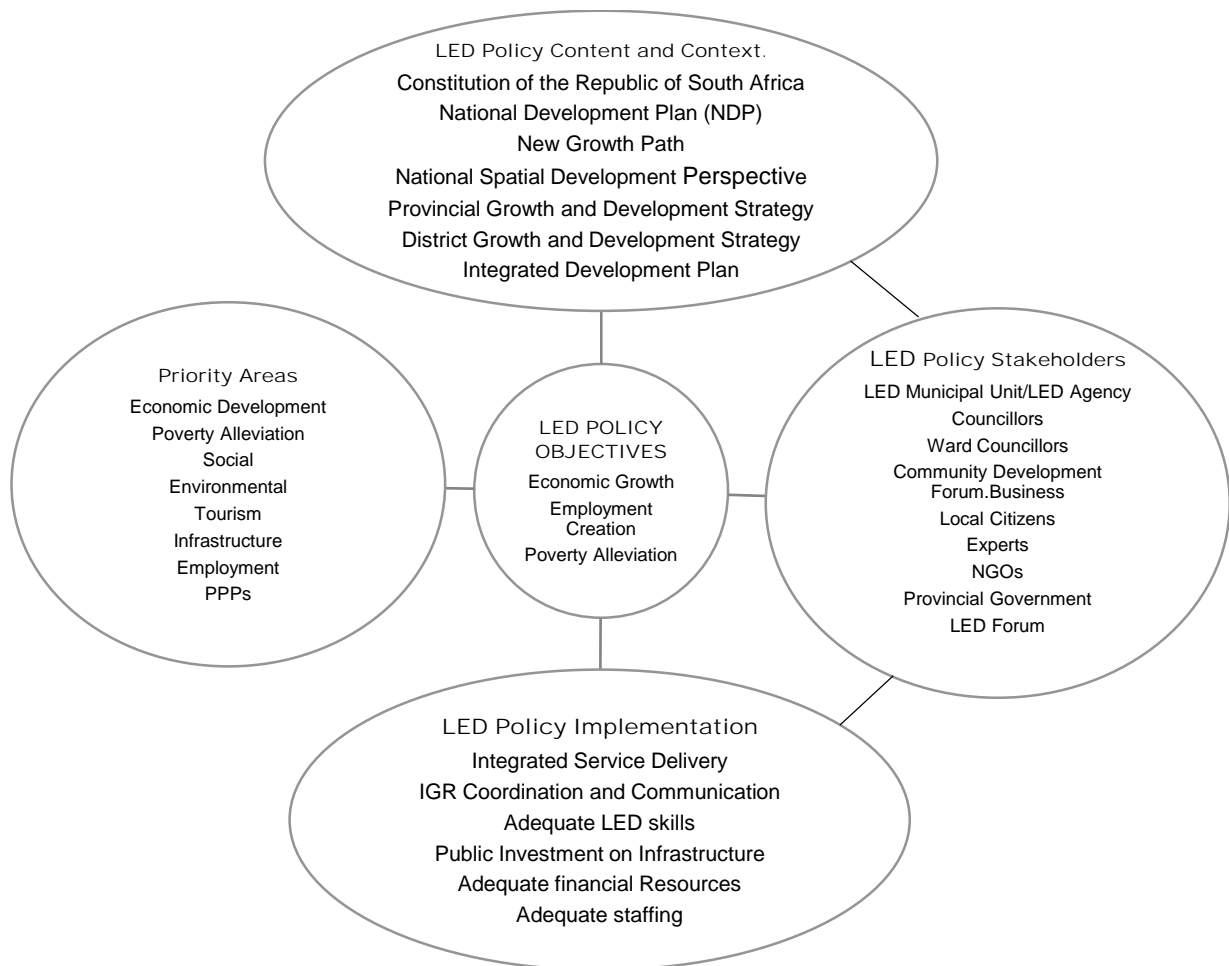 LED Policy Content and Context.
Constitution of the Republic of South Africa
National Development Plan (NDP)
New Growth Path
National Spatial Development Perspective
Provincial Growth and Development Strategy
District Growth and Development Strategy
Integrated Development Plan
Priority Areas
Economic Development
Poverty Alleviation
Social
Environmental
Tourism
Infrastructure
Employment
PPPs
LED POLICY
OBJECTIVES
Economic Growth
Employment
Creation
Poverty Alleviation
LED Policy Stakeholders
LED Municipal Unit/LED Agency
Councillors
Ward Councillors
Community Development
Forum.Business
Local Citizens
Experts
NGOs
Provincial Government
LED Forum
LED Policy Implementation
Integrated Service Delivery
IGR Coordination and Communication
Adequate LED skills
Public Investment on Infrastructure
Adequate financial Resources
Adequate staffing